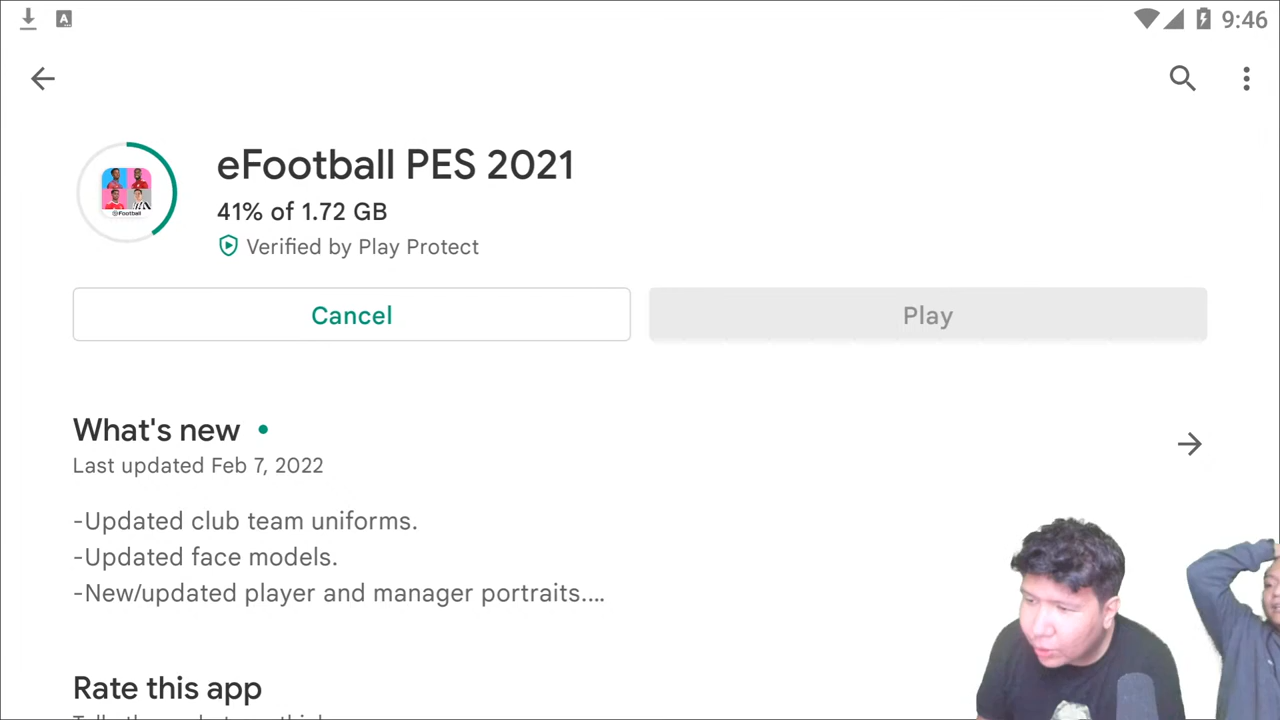 A
9:46
eFootball PES 2021
41% of 1.72 GB
Verified by Play Protect
eFootball
Cancel
Play
What's new
Last updated Feb 7, 2022
-Updated club team uniforms.
-Updated face models.
-New/updated player and manager portraits....
Rate this app